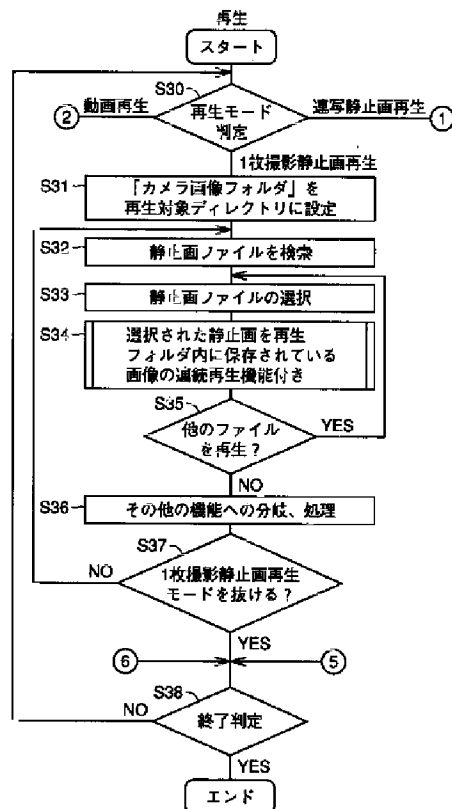 再生
スタート
S30
動画再生
連写静止画再生
2
再生モード
判定
1
1枚撮影静止画再生
S31
「カメラ画像フォルダ」を
再生対象ディレクトリに設定
S32
静止画ファイルを検索
S33
静止画ファイルの選択
S34
選択された静止画を再生
フォルダ内に保存されている
画像の連続再生機能付き
S35
他のファイル
を再生？
YES
NO
S36
その他の機能への分岐、処理
S37
NO
1枚撮影静止画再生
モードを抜ける？
YES
6
5
S38
NO
終了判定
YES
エンド